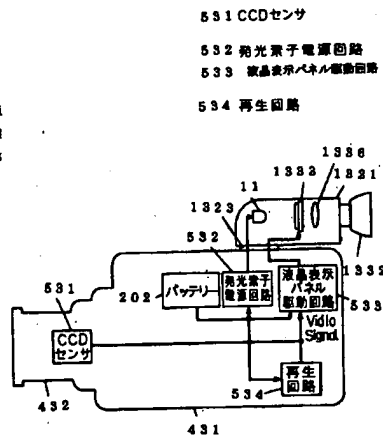 531 CCDセンサ
532 発光素子電源回路
533 液晶表示パネル駆動回路
534 再生回路
1332 1336 1321
11
1323
532
1332
531
202
バッテリー
発光素子
電源回路
液晶表示
パネル
駆動回路
533
CCD
センサ
Vidio
Signal
再生
回路
534
432
431